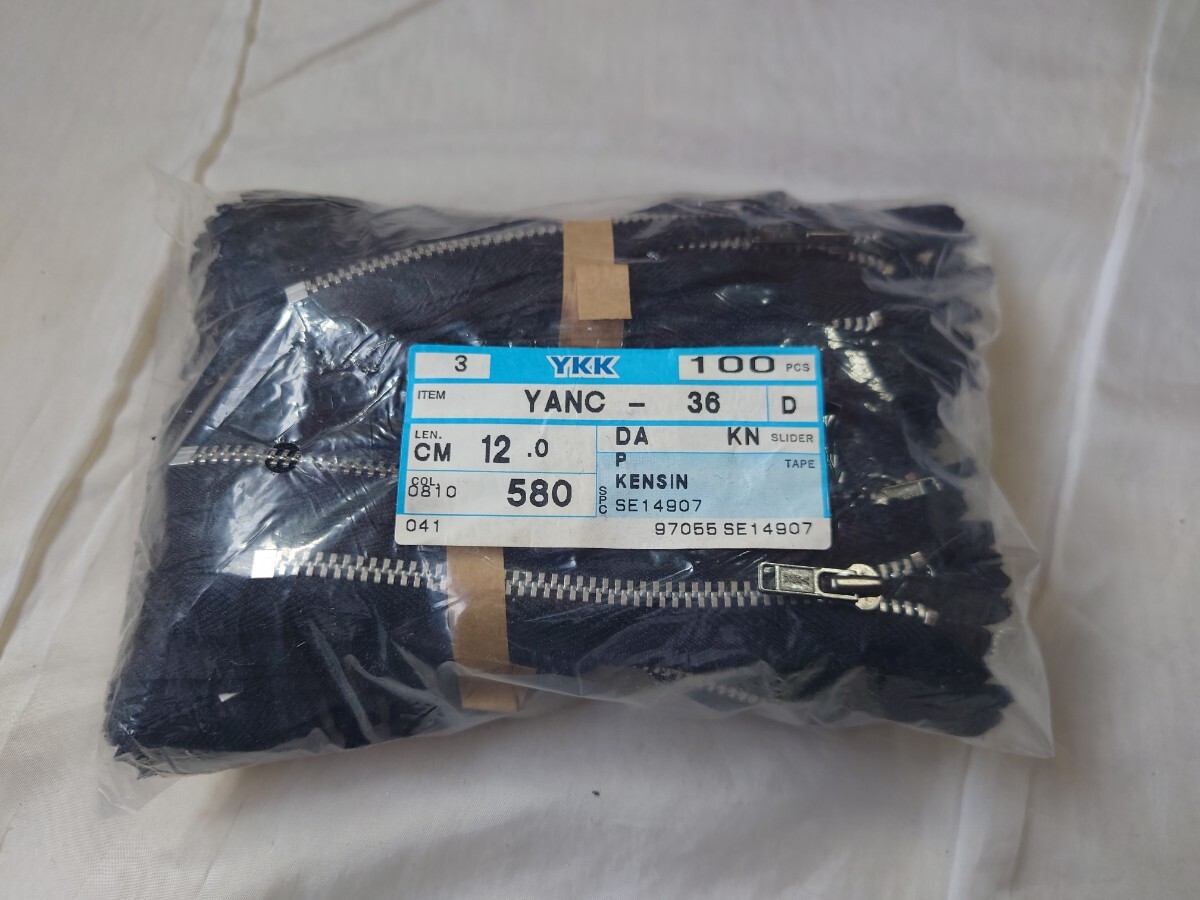 3 YKK 100 PCS
ITEM YANC - 36 D
LEN. CM 12 .0
DA KN SLIDER
P TAPE
KENSIN
COL. 0810 580
SPC SE14907
041 97055 SE14907